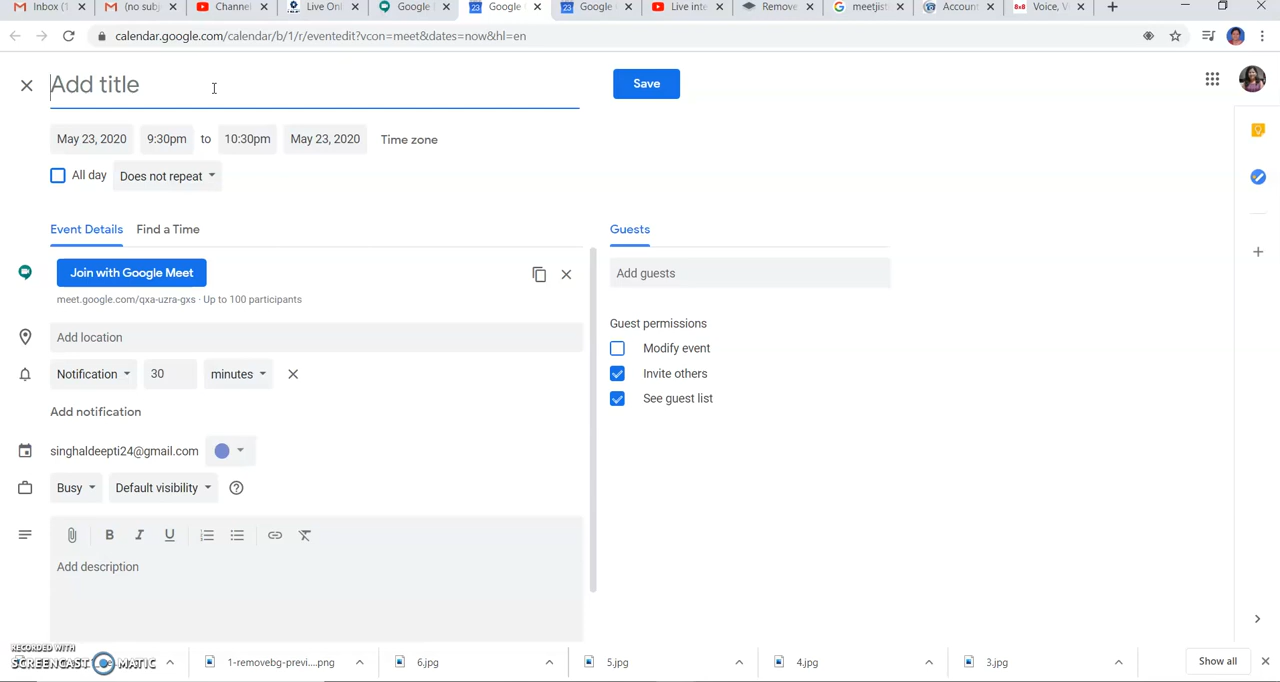 Inbox (1
(no subj
Channel
Live Onl
Google
Google
Google
Live inte
Remove
meetjist
Account
8x8 Voice, V
calendar.google.com/calendar/b/1/r/eventedit?vcon=meet&dates=now&hl=en
Add title
Save
May 23, 2020 9:30pm to 10:30pm May 23, 2020 Time zone
All day Does not repeat
Event Details Find a Time
Guests
Join with Google Meet
meet.google.com/qxa-uzra-gxs · Up to 100 participants
Add guests
Guest permissions
Modify event
Invite others
See guest list
Add location
Notification 30 minutes
Add notification
singhaldeepti24@gmail.com
Busy Default visibility
B I U
Add description
RECORDED WITH
SCREENCAST MATIC
1-removebg-previ....png
6.jpg
5.jpg
4.jpg
3.jpg
Show all